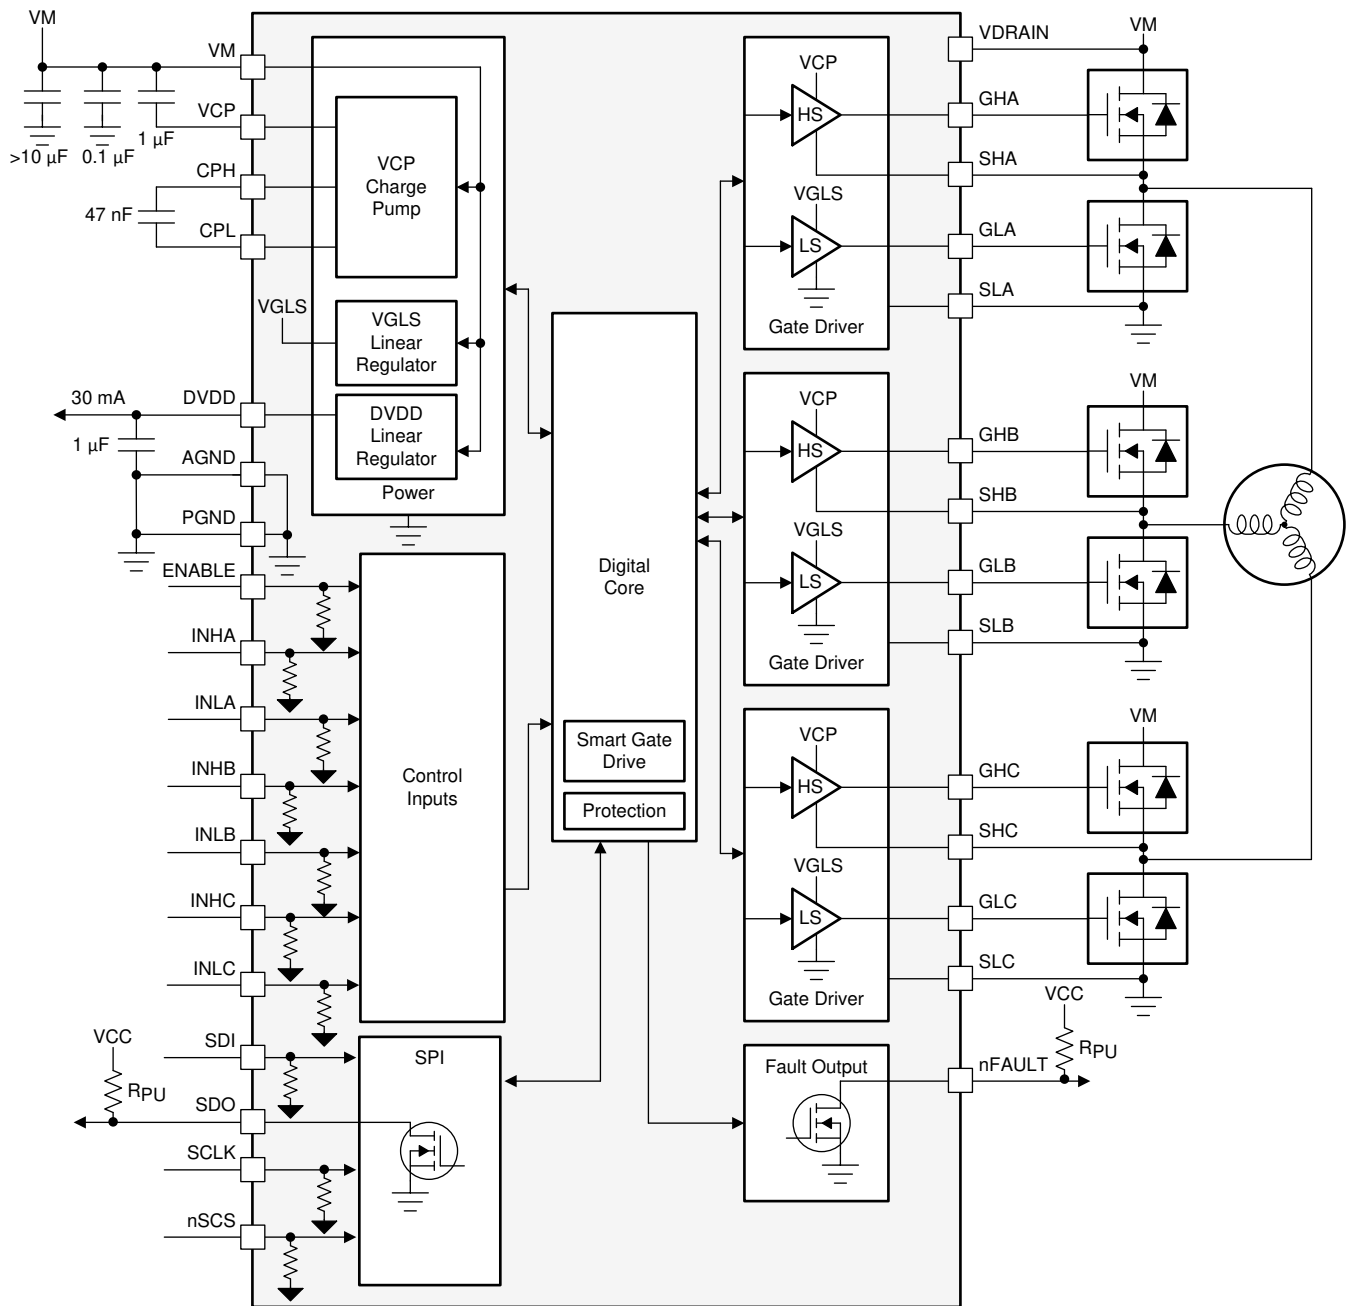 VM
VM
VCP
>10 µF
0.1 µF
1 µF
CPH
47 nF
CPL
VCP
Charge
Pump
VGLS
VGLS
Linear
Regulator
30 mA
DVDD
1 µF
DVDD
Linear
Regulator
AGND
PGND
Power
ENABLE
INHA
INLA
INHB
INLB
INHC
INLC
Control
Inputs
SDI
VCC
RPU
SDO
SCLK
nSCS
SPI
Digital
Core
Smart Gate
Drive
Protection
VCP
HS
VGLS
LS
Gate Driver
VCP
HS
VGLS
LS
Gate Driver
VCP
HS
VGLS
LS
Gate Driver
Fault Output
VDRAIN
VM
GHA
SHA
GLA
SLA
VM
GHB
SHB
GLB
SLB
VM
GHC
SHC
GLC
SLC
VCC
RPU
nFAULT